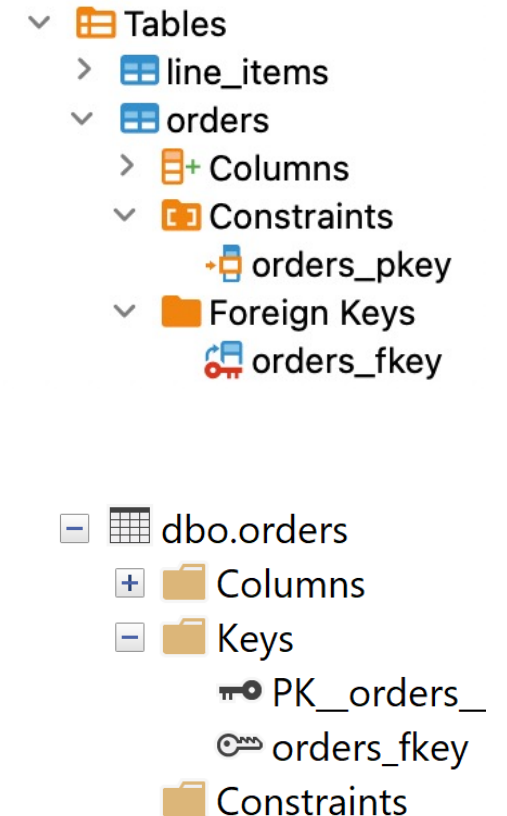 Tables
line_items
orders
Columns
Constraints
orders_pkey
Foreign Keys
orders_fkey
dbo.orders
Columns
Keys
PK__orders__
orders_fkey
Constraints